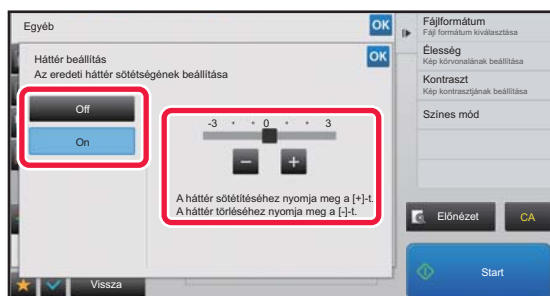 Egyéb
OK
Háttér beállítás
OK
Az eredeti háttér sötétségének beállítása
Off
On
-3 0 3
- +
A háttér sötétítéséhez nyomja meg a [+]-t.
A háttér törléséhez nyomja meg a [-]-t.
Vissza
Fájlformátum
Fájl formátum kiválasztása
Élesség
Kép körvonalának beállítása
Kontraszt
Kép kontrasztjának beállítása
Színes mód
Előnézet
CA
Start